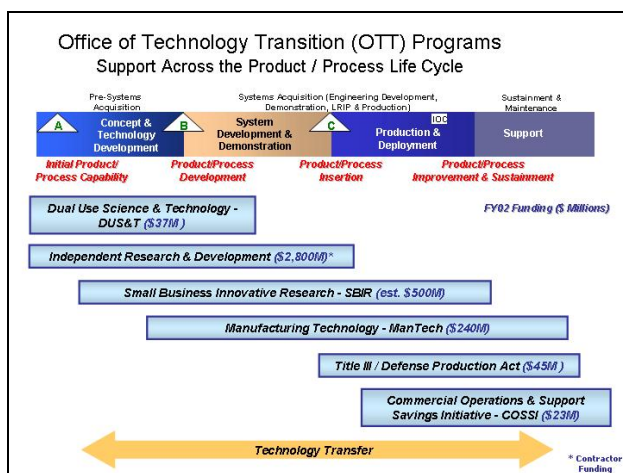 Office of Technology Transition (OTT) Programs
Support Across the Product / Process Life Cycle
Pre-Systems
Acquisition
Systems Acquisition (Engineering Development,
Demonstration, LRIP & Production)
Sustainment &
Maintenance
A
Concept &
Technology
Development
B
System
Development &
Demonstration
C
IOC
Production &
Deployment
Support
Initial Product/
Process Capability
Product/Process
Development
Product/Process
Insertion
Product/Process
Improvement & Sustainment
Dual Use Science & Technology -
DUS&T ($37M )
FY02 Funding ($ Millions)
Independent Research & Development ($2,800M)*
Small Business Innovative Research - SBIR (est. $500M)
Manufacturing Technology - ManTech ($240M)
Title III / Defense Production Act ($45M )
Commercial Operations & Support
Savings Initiative - COSSI ($23M)
Technology Transfer
* Contractor
Funding